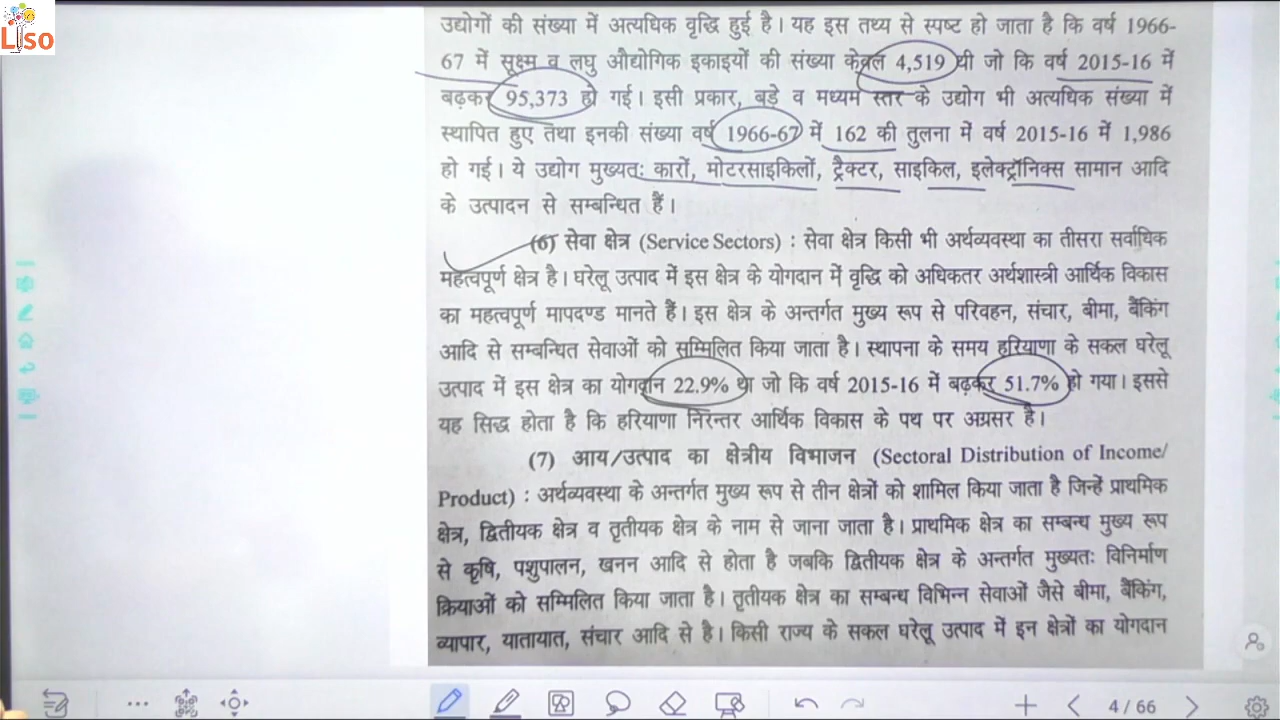 Liso
उद्योगों की संख्या में अत्यधिक वृद्धि हुई है। यह इस तथ्य से स्पष्ट हो जाता है कि वर्ष 1966-
67 में सूक्ष्म व लघु औद्योगिक इकाइयों की संख्या केवल 4,519 थी जो कि वर्ष 2015-16 में
बढ़कर 95,373 हो गई। इसी प्रकार, बड़े व मध्यम स्तर के उद्योग भी अत्यधिक संख्या में
स्थापित हुए तथा इनकी संख्या वर्ष 1966-67 में 162 की तुलना में वर्ष 2015-16 में 1,986
हो गई। ये उद्योग मुख्यतः कारों, मोटरसाइकिलों, ट्रैक्टर, साइकिल, इलेक्ट्रॉनिक्स सामान आदि
के उत्पादन से सम्बन्धित हैं।
(6) सेवा क्षेत्र (Service Sectors) : सेवा क्षेत्र किसी भी अर्थव्यवस्था का तीसरा सर्वाधिक
महत्वपूर्ण क्षेत्र है। घरेलू उत्पाद में इस क्षेत्र के योगदान में वृद्धि को अधिकतर अर्थशास्त्री आर्थिक विकास
का महत्वपूर्ण मापदण्ड मानते हैं। इस क्षेत्र के अन्तर्गत मुख्य रूप से परिवहन, संचार, बीमा, बैंकिंग
आदि से सम्बन्धित सेवाओं को सम्मिलित किया जाता है। स्थापना के समय हरियाणा के सकल घरेलू
उत्पाद में इस क्षेत्र का योगदान 22.9% था जो कि वर्ष 2015-16 में बढ़कर 51.7% हो गया। इससे
यह सिद्ध होता है कि हरियाणा निरन्तर आर्थिक विकास के पथ पर अग्रसर है।
(7) आय/उत्पाद का क्षेत्रीय विभाजन (Sectoral Distribution of Income/
Product) : अर्थव्यवस्था के अन्तर्गत मुख्य रूप से तीन क्षेत्रों को शामिल किया जाता है जिन्हें प्राथमिक
क्षेत्र, द्वितीयक क्षेत्र व तृतीयक क्षेत्र के नाम से जाना जाता है। प्राथमिक क्षेत्र का सम्बन्ध मुख्य रूप
से कृषि, पशुपालन, खनन आदि से होता है जबकि द्वितीयक क्षेत्र के अन्तर्गत मुख्यतः विनिर्माण
क्रियाओं को सम्मिलित किया जाता है। तृतीयक क्षेत्र का सम्बन्ध विभिन्न सेवाओं जैसे बीमा, बैंकिंग,
व्यापार, यातायात, संचार आदि से है। किसी राज्य के सकल घरेलू उत्पाद में इन क्षेत्रों का योगदान
4 / 66